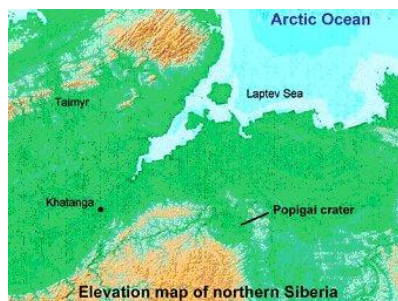 Arctic Ocean
Laptev Sea
Taimyr
Khatanga
Popigai crater
Elevation map of northern Siberia